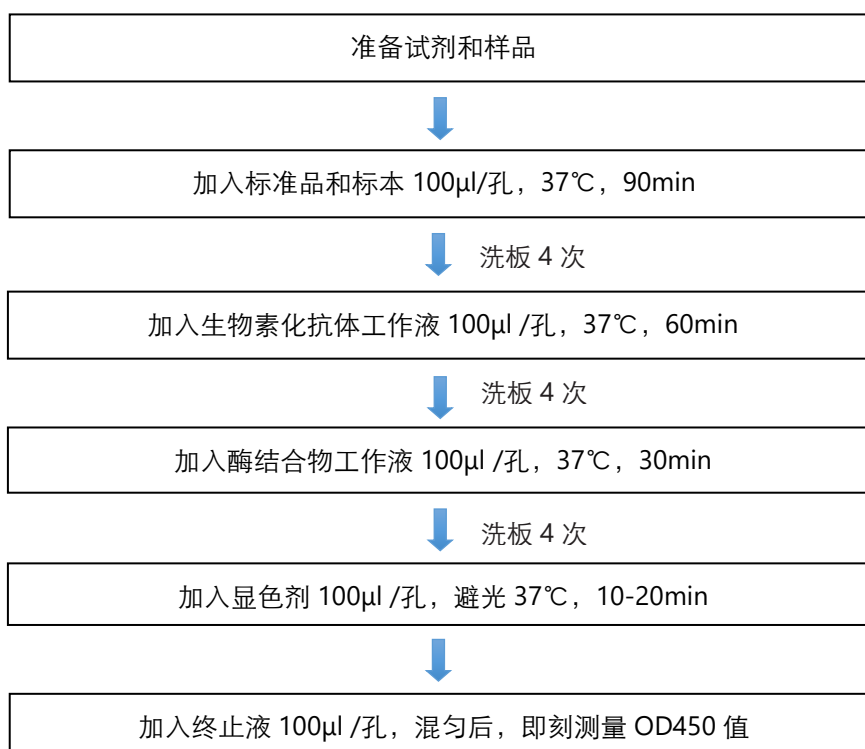 准备试剂和样品
加入标准品和标本 100μl/孔，37℃，90min
洗板 4 次
加入生物素化抗体工作液 100μl /孔，37℃，60min
洗板 4 次
加入酶结合物工作液 100μl /孔，37℃，30min
洗板 4 次
加入显色剂 100μl /孔，避光 37℃，10-20min
加入终止液 100μl /孔，混匀后，即刻测量 OD450 值